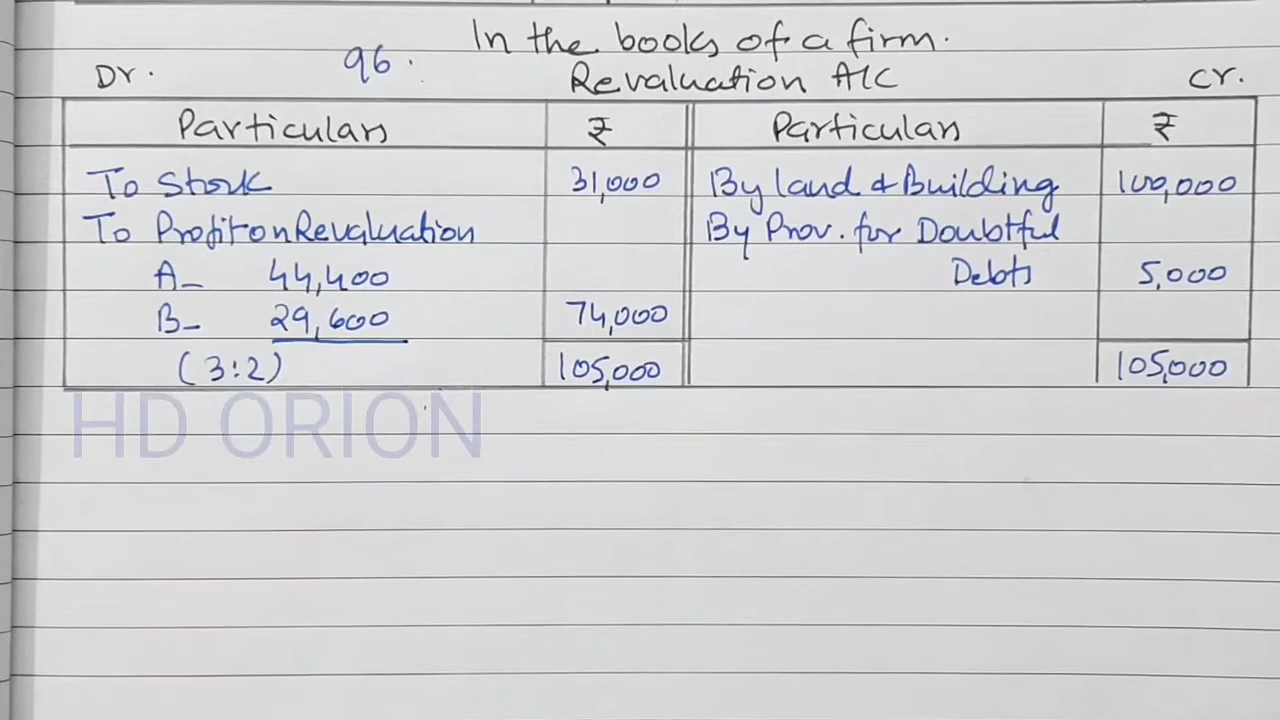 In the books of a firm.
96.
Dr. Revaluation A/C Cr.
Particulars ₹ Particulars ₹
To Stock 31,000 By land & Building 100,000
To Profit on Revaluation By Prov. for Doubtful
A- 44,400 Debts 5,000
B- 29,600 74,000
(3:2) 105,000 105,000
HD ORION